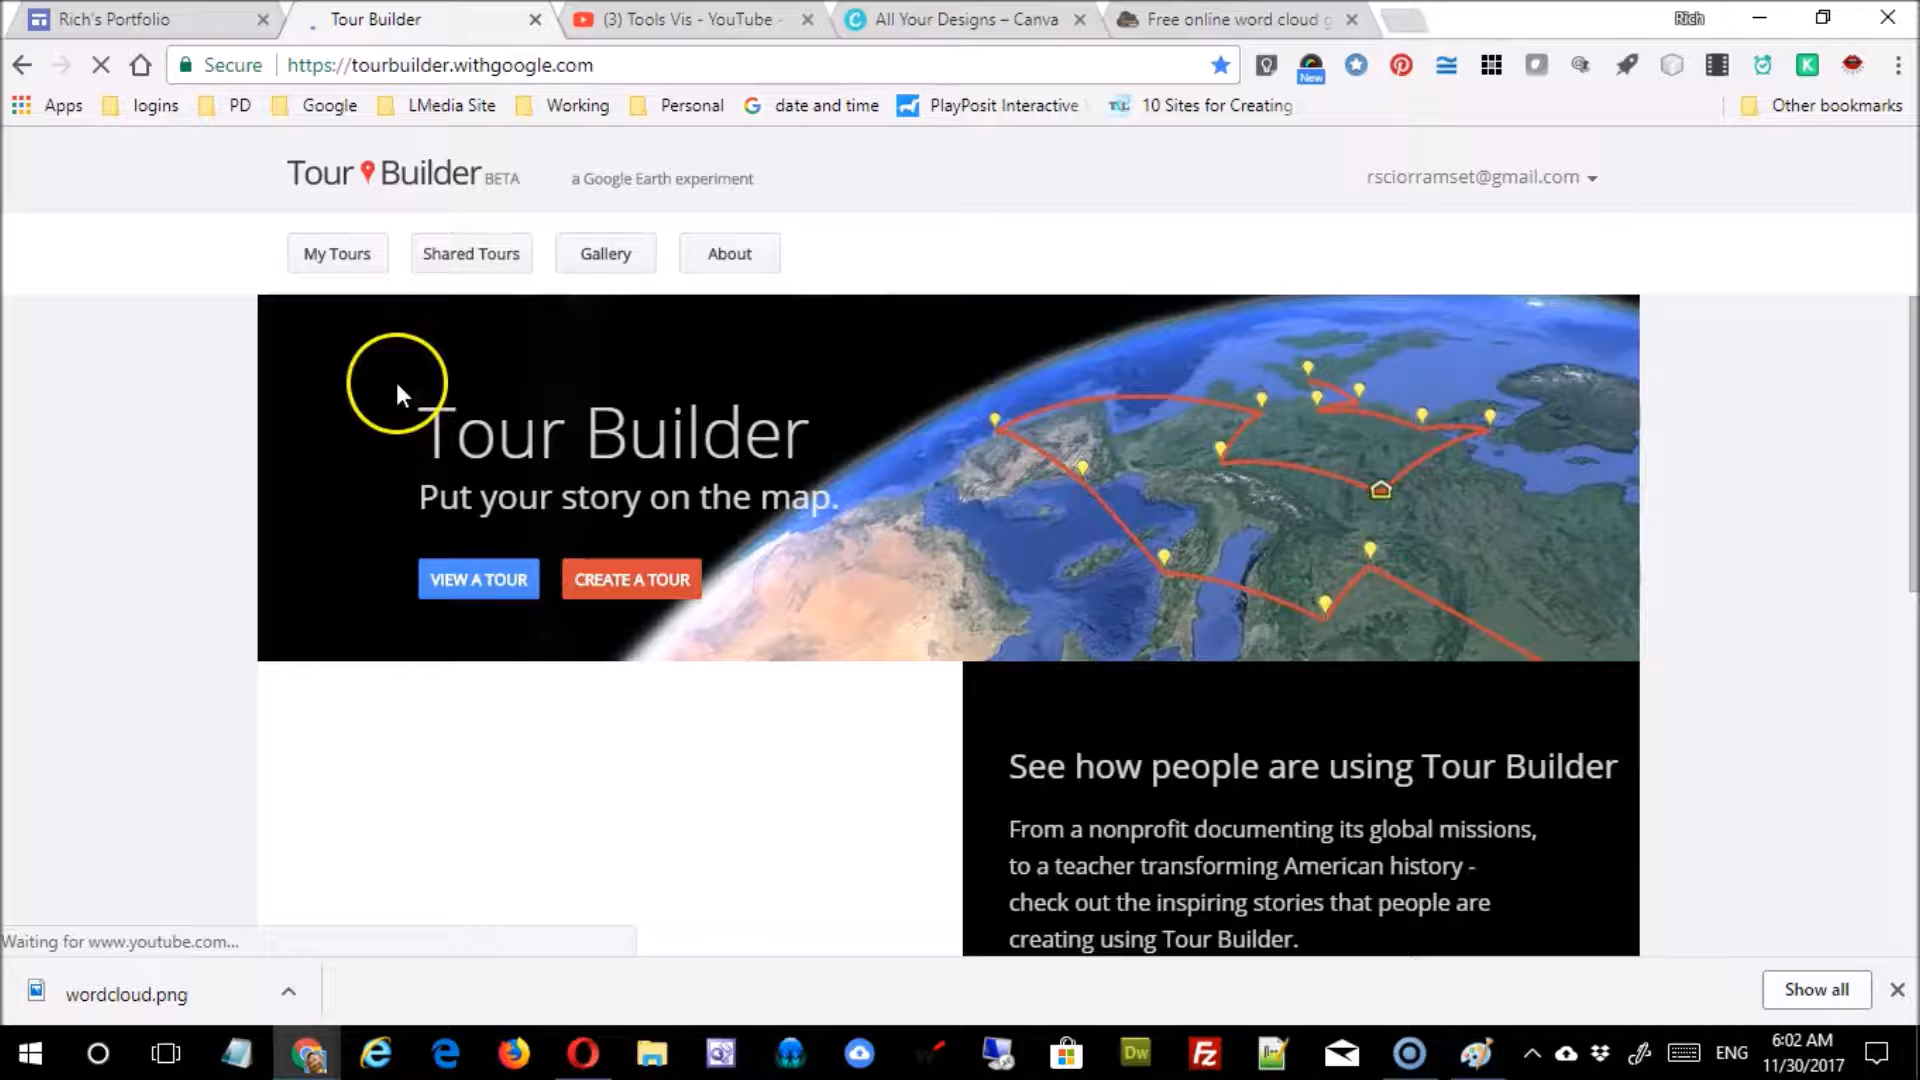 Rich's Portfolio
Tour Builder
(3) Tools Vis - YouTube -
All Your Designs – Canva
Free online word cloud g
Rich
Secure
https://tourbuilder.withgoogle.com
New
K
Apps
logins
PD
Google
LMedia Site
Working
Personal
date and time
PlayPosit Interactive
10 Sites for Creating
Other bookmarks
Tour Builder BETA
a Google Earth experiment
rsciorramset@gmail.com
My Tours
Shared Tours
Gallery
About
Tour Builder
Put your story on the map.
VIEW A TOUR
CREATE A TOUR
See how people are using Tour Builder
From a nonprofit documenting its global missions,
to a teacher transforming American history -
check out the inspiring stories that people are
creating using Tour Builder.
Waiting for www.youtube.com...
wordcloud.png
Show all
Dw
Fz
ENG
6:02 AM
11/30/2017